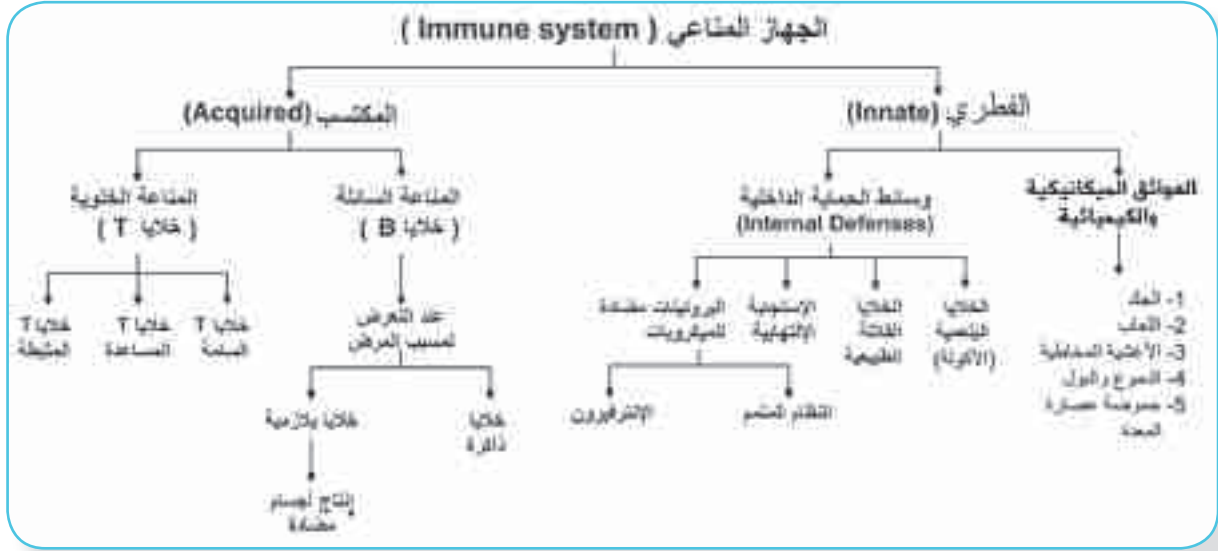 الجهاز المناعي ( Immune system )
الفطري (Innate)
المكتسب (Acquired)
العوائق الميكانيكية
والكيميائية
1- الجلد
2- اللعاب
3- الأغشية المخاطية
4- الدموع والبول
5- حموضة عصارة
المعدة
وسائط الحماية الداخلية
(Internal Defenses)
الخلايا
البلعمية
(الأكولة)
الخلايا
القاتلة
الطبيعية
الإستجابة
الإلتهابية
البروتينات مضادة
للميكروبات
النظام المتمم
الإنترفيرون
المناعة السائلة
( خلايا B )
عند التعرض
لمسبب المرض
خلايا
ذاكرة
خلايا بلازمية
إنتاج أجسام
مضادة
المناعة الخلوية
( خلايا T )
خلايا T
السامة
خلايا T
المساعدة
خلايا T
المثبطة